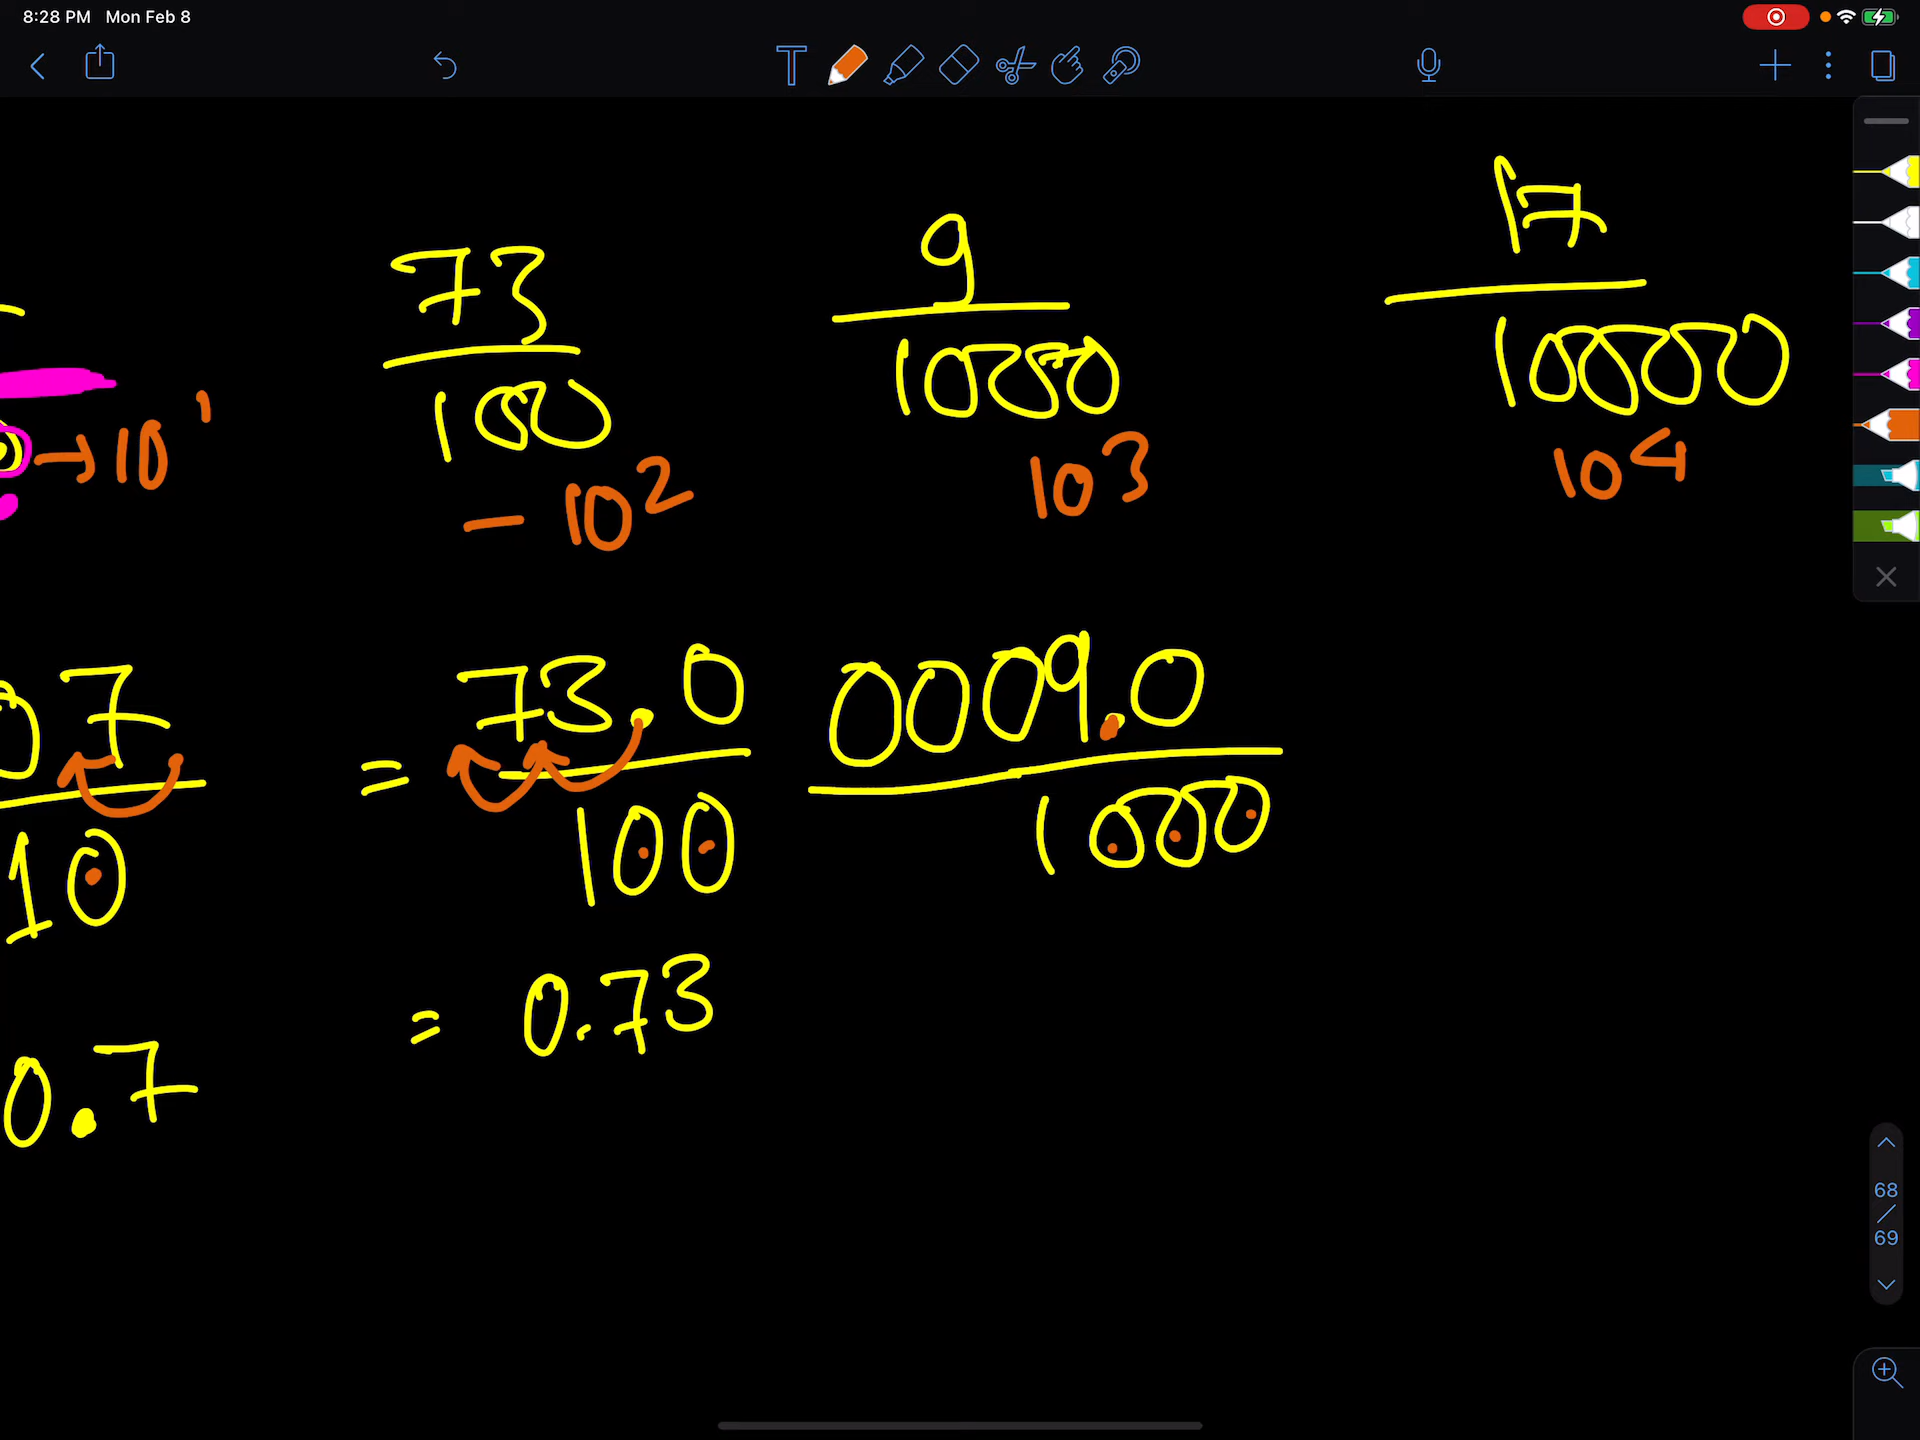 8:28 PM Mon Feb 8
T
73 9 17
100 1000 10000
→ 10¹ – 10² 10³ 10⁴
07 = 73.0 0009.0
10 100 1000
0.7 = 0.73
68
/
69